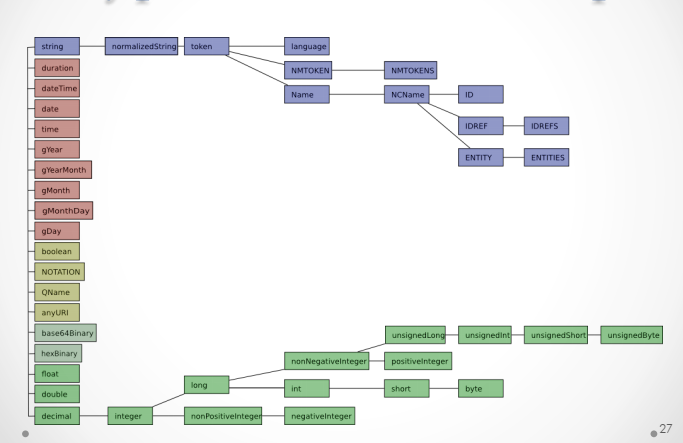 string normalizedString token language
duration
NMTOKEN NMTOKENS
dateTime
Name NCName ID
date
time
IDREF IDREFS
gYear
ENTITY ENTITIES
gYearMonth
gMonth
gMonthDay
gDay
boolean
NOTATION
QName
anyURI
base64Binary
unsignedLong unsignedInt unsignedShort unsignedByte
hexBinary
nonNegativeInteger positiveInteger
float
long
int short byte
double
decimal integer nonPositiveInteger negativeInteger
27